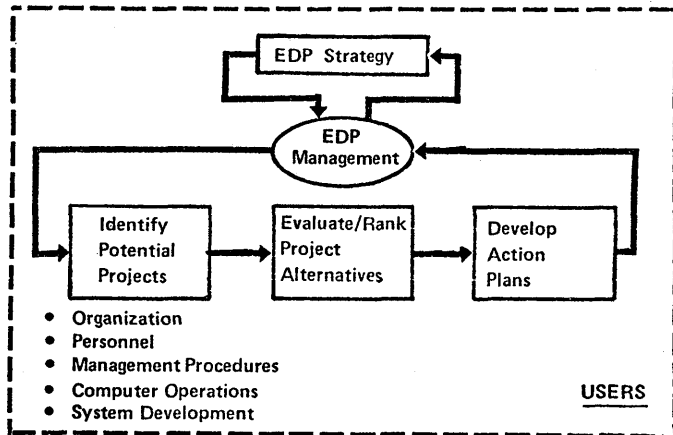 EDP Strategy
EDP
Management
Identify
Potential
Projects
Evaluate/Rank
Project
Alternatives
Develop
Action
Plans
• Organization
• Personnel
• Management Procedures
• Computer Operations
• System Development
USERS